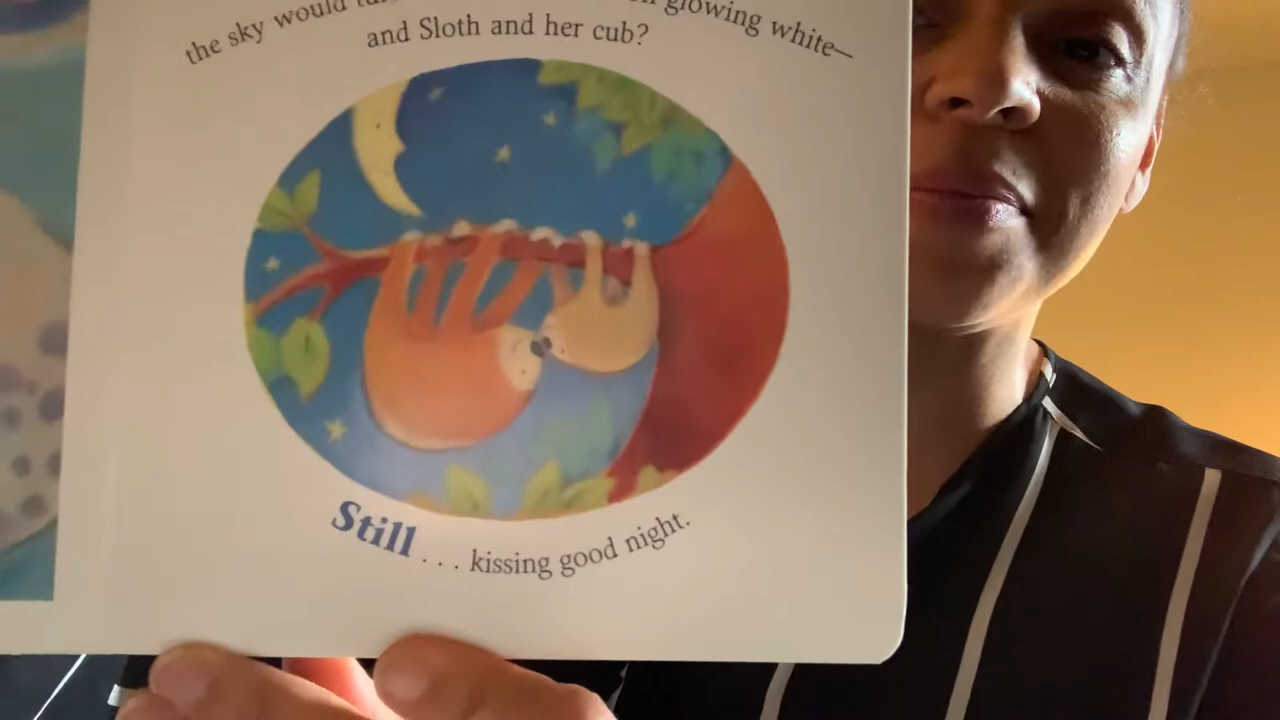 the sky would glowing white—
and Sloth and her cub?
Still . . . kissing good night.